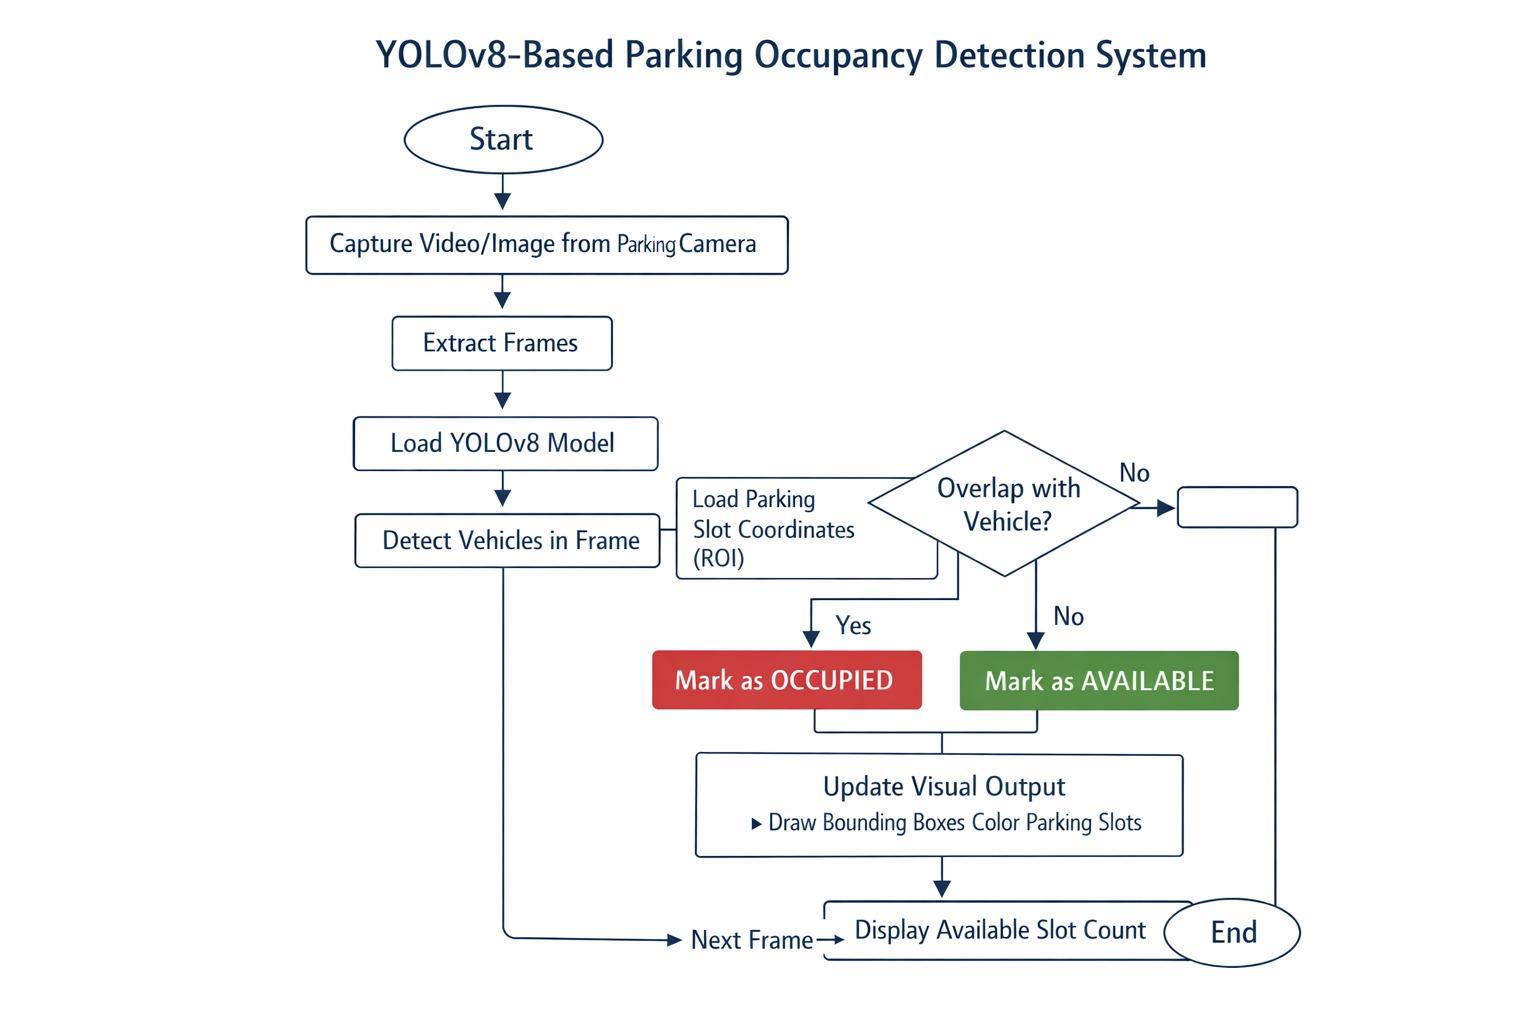 YOLOv8-Based Parking Occupancy Detection System
Start
Capture Video/Image from Parking Camera
Extract Frames
Load YOLOv8 Model
Detect Vehicles in Frame
Load Parking
Slot Coordinates
(ROI)
Overlap with
Vehicle?
No
Yes
No
Mark as OCCUPIED
Mark as AVAILABLE
Update Visual Output
▸ Draw Bounding Boxes Color Parking Slots
Next Frame
Display Available Slot Count
End